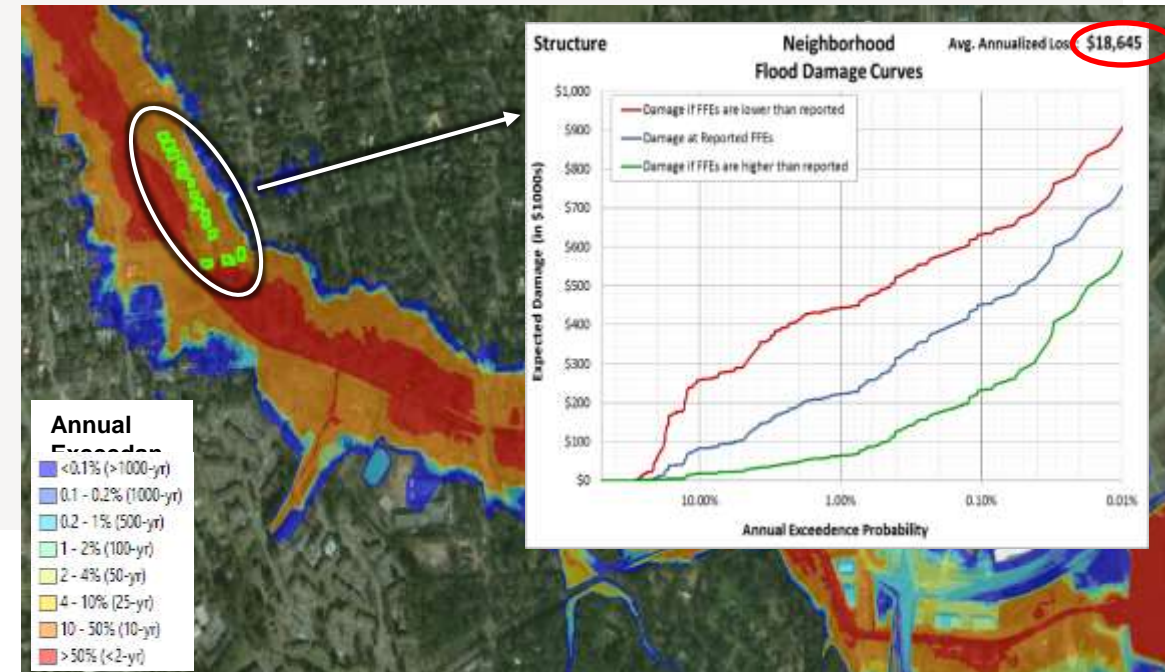 Structure Neighborhood Avg. Annualized Loss: $18,645
Flood Damage Curves
$1,000
$900
$800
$700
$600
$500
$400
$300
$200
$100
$0
Expected Damage (in $1000s)
Damage if FFEs are lower than reported
Damage at Reported FFEs
Damage if FFEs are higher than reported
10.00% 1.00% 0.10% 0.01%
Annual Exceedence Probability
Annual
<0.1% (>1000-yr)
0.1 - 0.2% (1000-yr)
0.2 - 1% (500-yr)
1 - 2% (100-yr)
2 - 4% (50-yr)
4 - 10% (25-yr)
10 - 50% (10-yr)
>50% (<2-yr)